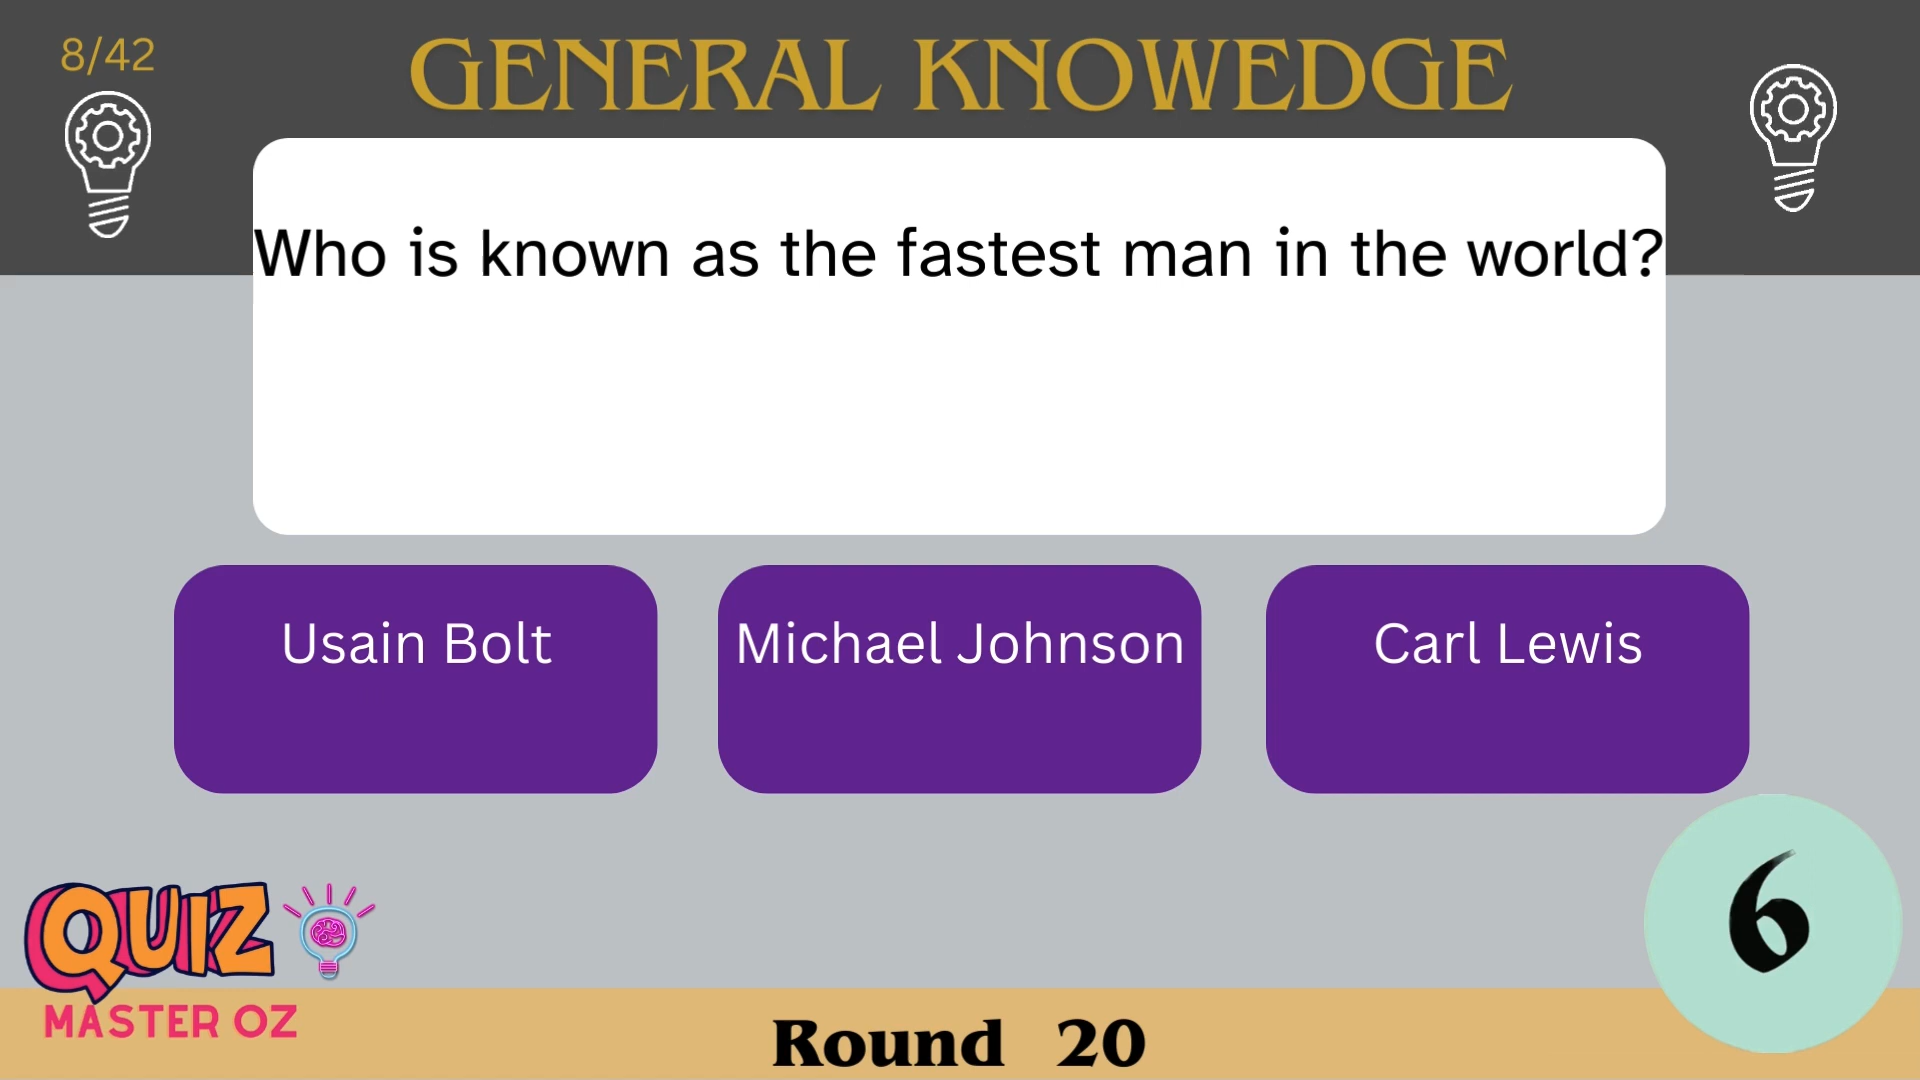 8/42
GENERAL KNOWEDGE
Who is known as the fastest man in the world?
Usain Bolt
Michael Johnson
Carl Lewis
6
QUIZ
MASTER OZ
Round 20